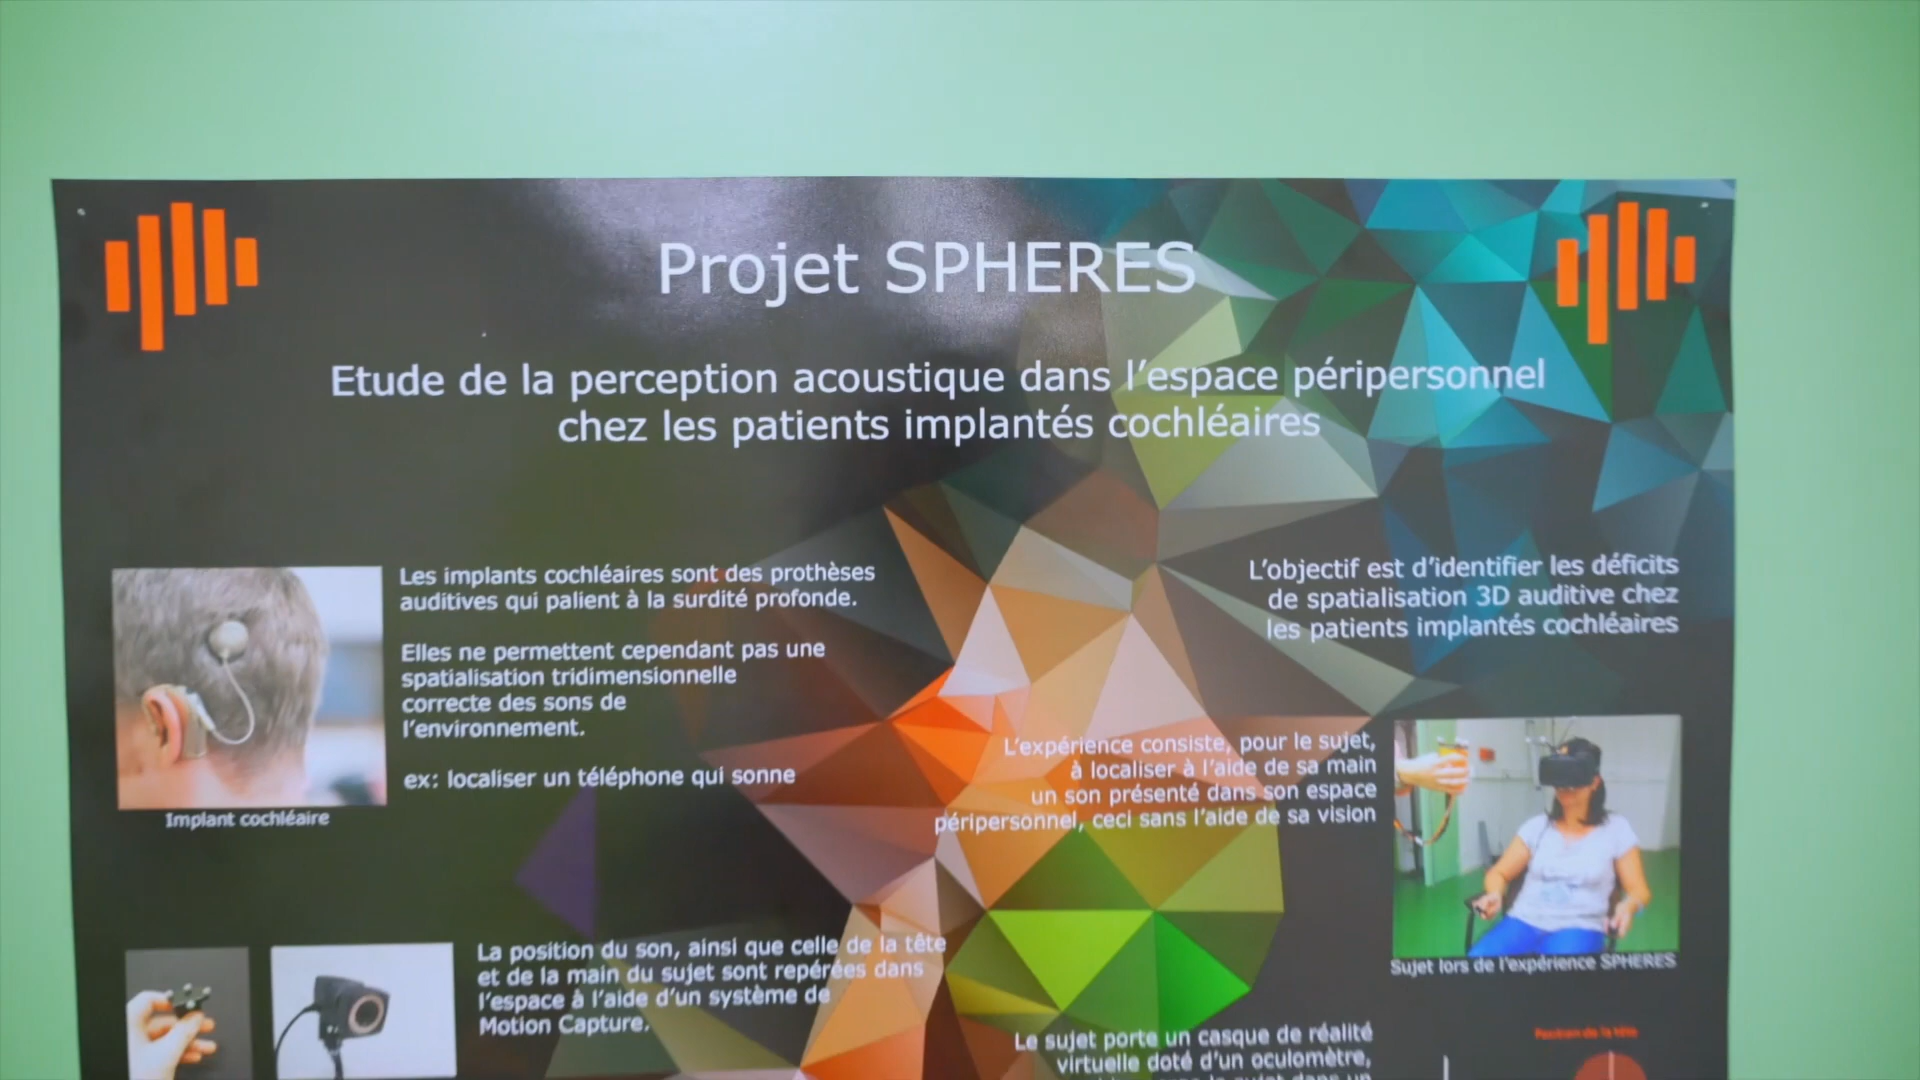 Projet SPHERES
Etude de la perception acoustique dans l'espace péripersonnel
chez les patients implantés cochléaires
Les implants cochléaires sont des prothèses
auditives qui palient à la surdité profonde.
Elles ne permettent cependant pas une
spatialisation tridimensionnelle
correcte des sons de
l'environnement.
ex: localiser un téléphone qui sonne
Implant cochléaire
L'objectif est d'identifier les déficits
de spatialisation 3D auditive chez
les patients implantés cochléaires
L'expérience consiste, pour le sujet,
à localiser à l'aide de sa main
un son présenté dans son espace
péripersonnel, ceci sans l'aide de sa vision
Sujet lors de l'expérience SPHERES
La position du son, ainsi que celle de la tête
et de la main du sujet sont repérées dans
l'espace à l'aide d'un système de
Motion Capture.
Le sujet porte un casque de réalité
virtuelle doté d'un oculomètre,
Position de la tête